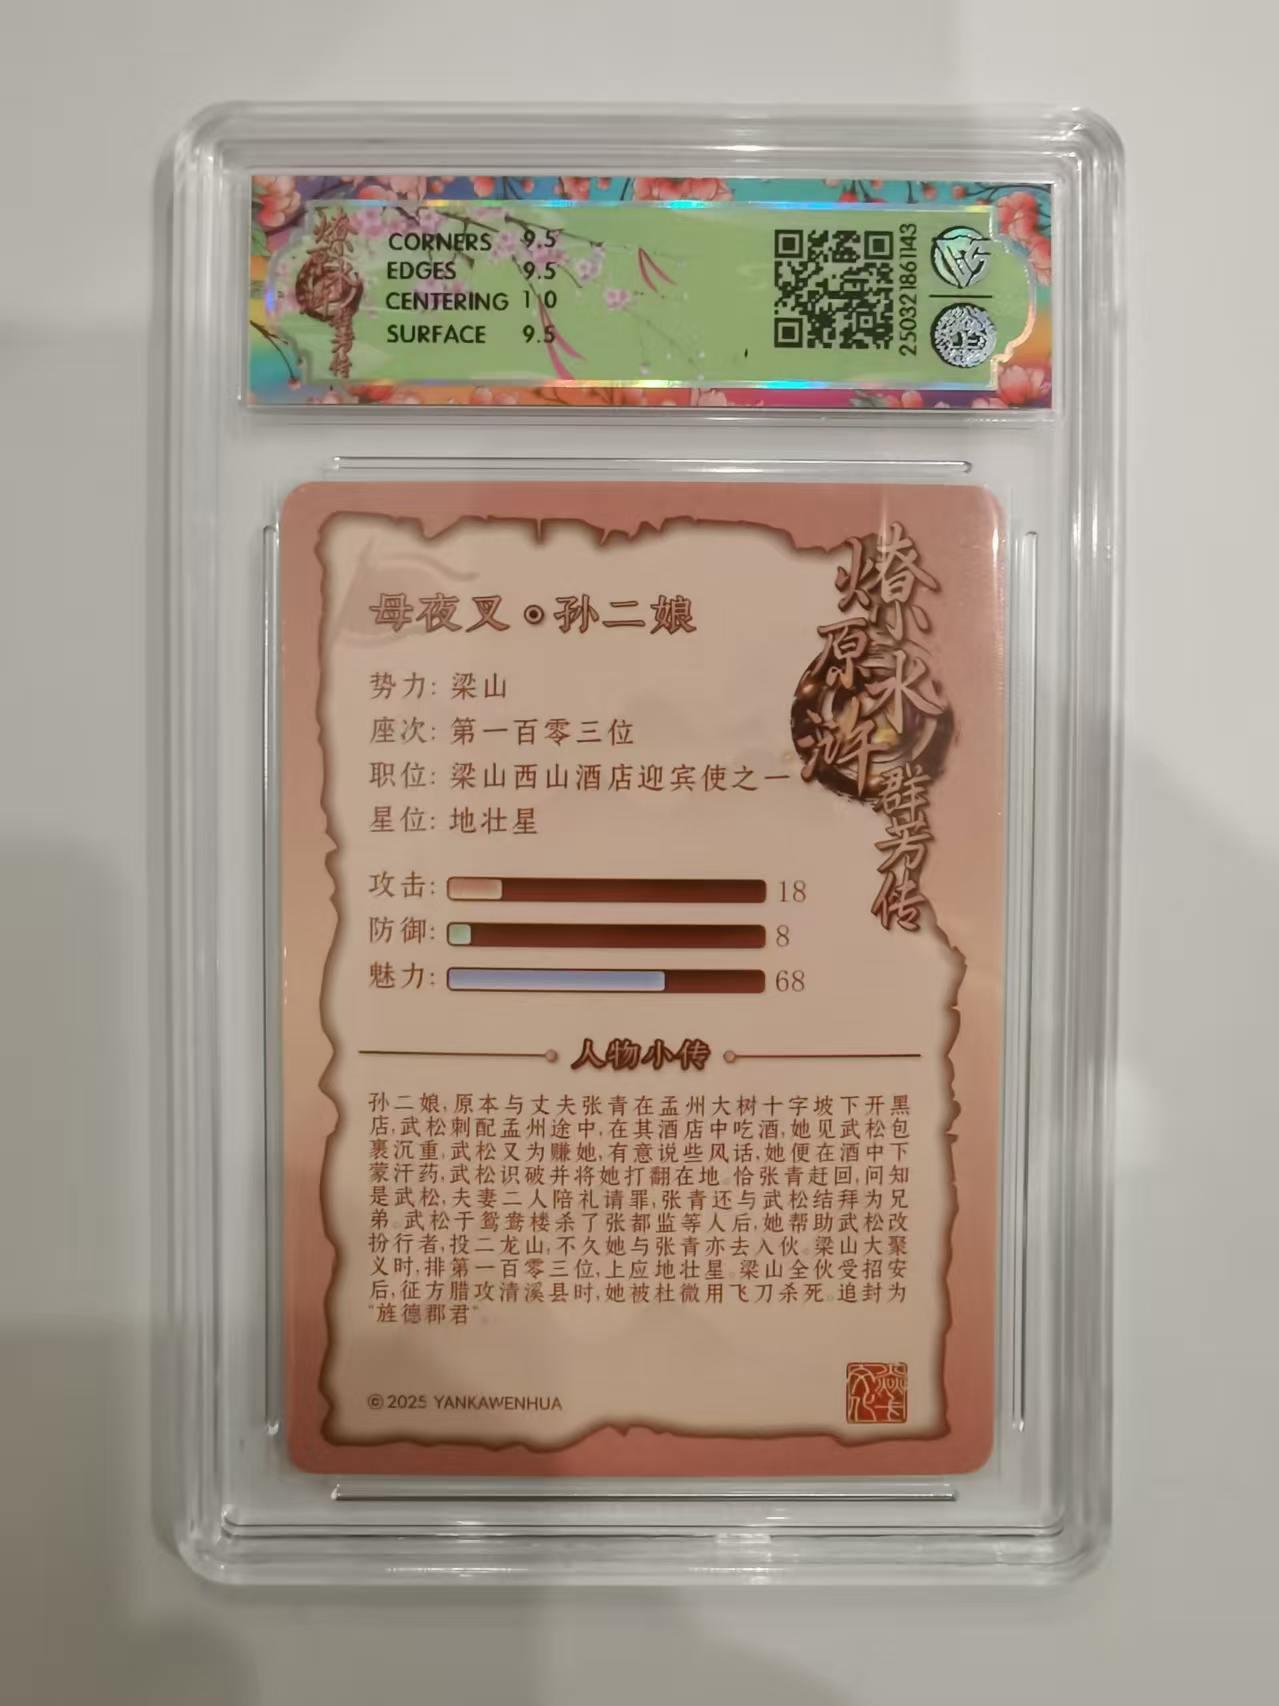 燎原水浒群芳传
CORNERS 9.5
EDGES 9.5
CENTERING 10
SURFACE 9.5
250321861143
燎原水浒群芳传
母夜叉·孙二娘
势力: 梁山
座次: 第一百零三位
职位: 梁山西山酒店迎宾使之一
星位: 地壮星
攻击: 18
防御: 8
魅力: 68
人物小传
孙二娘,原本与丈夫张青在孟州大树十字坡下开黑
店,武松刺配孟州途中,在其酒店中吃酒,她见武松包
裹沉重,武松又为赚她,有意说些风话,她便在酒中下
蒙汗药,武松识破并将她打翻在地。恰张青赶回,问知
是武松,夫妻二人陪礼请罪,张青还与武松结拜为兄
弟。武松于鸳鸯楼杀了张都监等人后,她帮助武松改
扮行者,投二龙山,不久她与张青亦去入伙。梁山大聚
义时,排第一百零三位,上应地壮星。梁山全伙受招安
后,征方腊攻清溪县时,她被杜微用飞刀杀死。追封为
“旌德郡君”。
©2025 YANKAWENHUA
炎卡文化